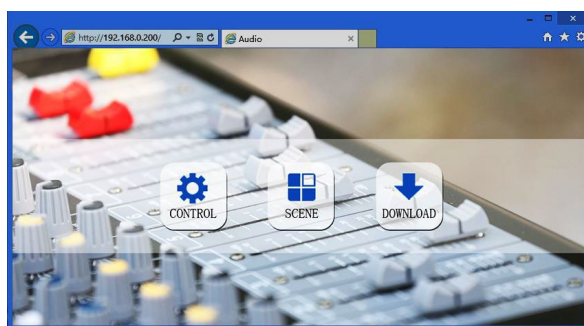 http://192.168.0.200/
Audio
CONTROL
SCENE
DOWNLOAD